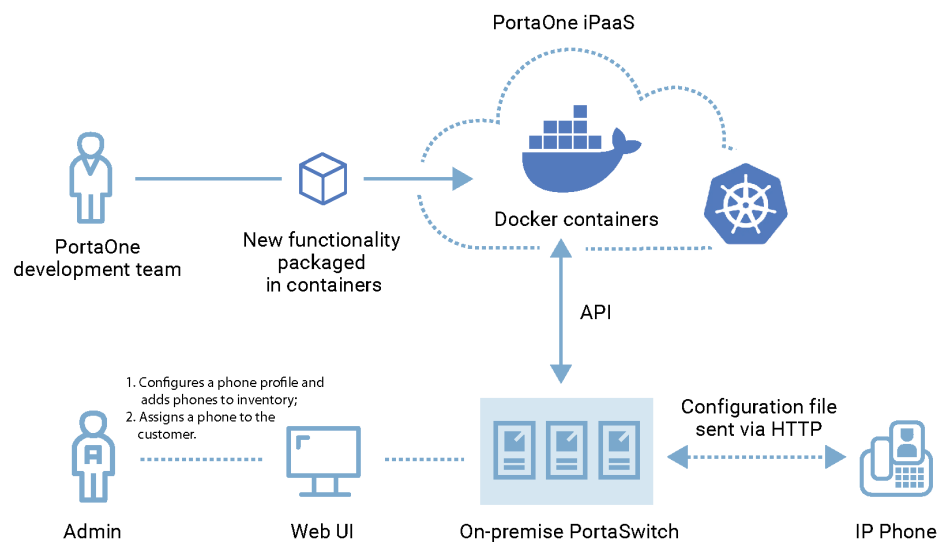 PortaOne iPaaS
Docker containers
PortaOne
development team
New functionality
packaged
in containers
API
1. Configures a phone profile and
adds phones to inventory;
2. Assigns a phone to the
customer.
Configuration file
sent via HTTP
A
Admin
Web UI
On-premise PortaSwitch
IP Phone